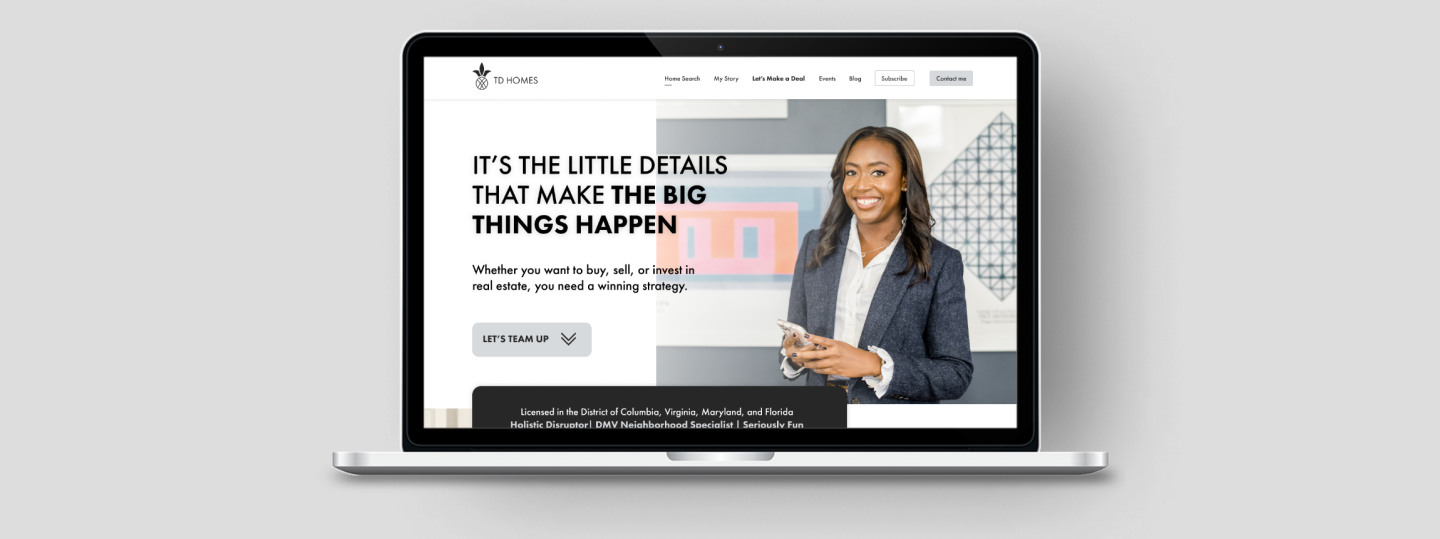 TD HOMES
Home Search My Story Let's Make a Deal Events Blog Subscribe Contact me
IT'S THE LITTLE DETAILS
THAT MAKE THE BIG
THINGS HAPPEN
Whether you want to buy, sell, or invest in
real estate, you need a winning strategy.
LET'S TEAM UP
Licensed in the District of Columbia, Virginia, Maryland, and Florida
Holistic Disruptor| DMV Neighborhood Specialist | Seriously Fun